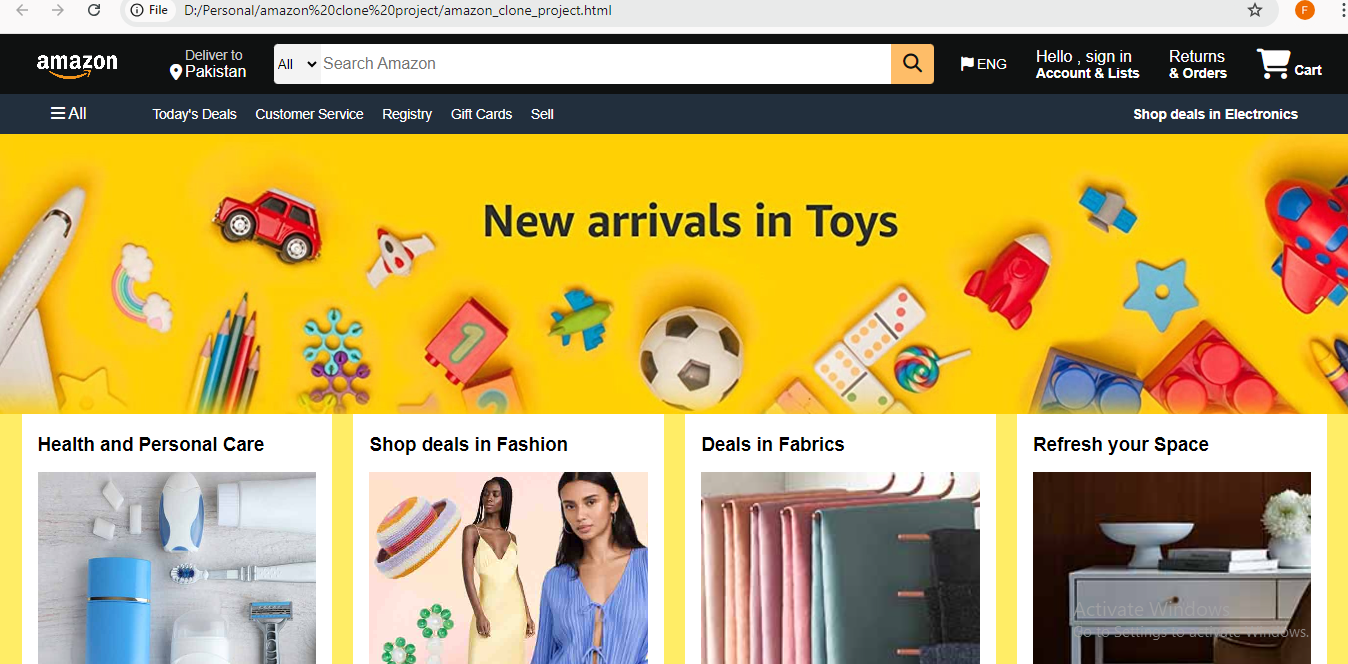 File D:/Personal/amazon%20clone%20project/amazon_clone_project.html
F
amazon
Deliver to
Pakistan
All
Search Amazon
ENG
Hello , sign in
Account & Lists
Returns
& Orders
Cart
All
Today's Deals
Customer Service
Registry
Gift Cards
Sell
Shop deals in Electronics
New arrivals in Toys
1
2
Health and Personal Care
Shop deals in Fashion
Deals in Fabrics
Refresh your Space
Activate Windows
Go to Settings to activate Windows.